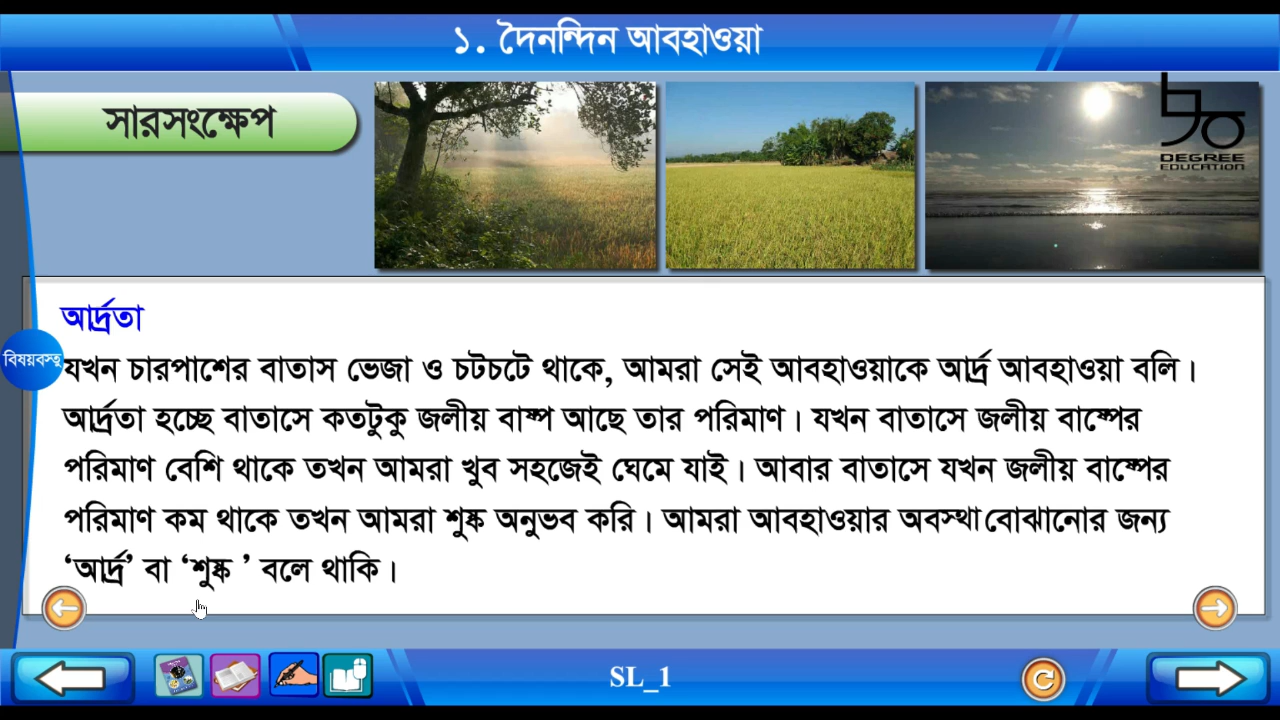 ১. দৈনন্দিন আবহাওয়া
সারসংক্ষেপ
DEGREE
EDUCATION
আর্দ্রতা
বিষয়বস্তু
যখন চারপাশের বাতাস ভেজা ও চটচটে থাকে, আমরা সেই আবহাওয়াকে আর্দ্র আবহাওয়া বলি।
আর্দ্রতা হচ্ছে বাতাসে কতটুকু জলীয় বাষ্প আছে তার পরিমাণ। যখন বাতাসে জলীয় বাষ্পের
পরিমাণ বেশি থাকে তখন আমরা খুব সহজেই ঘেমে যাই। আবার বাতাসে যখন জলীয় বাষ্পের
পরিমাণ কম থাকে তখন আমরা শুষ্ক অনুভব করি। আমরা আবহাওয়ার অবস্থা বোঝানোর জন্য
‘আর্দ্র’ বা ‘শুষ্ক ’ বলে থাকি।
SL_1